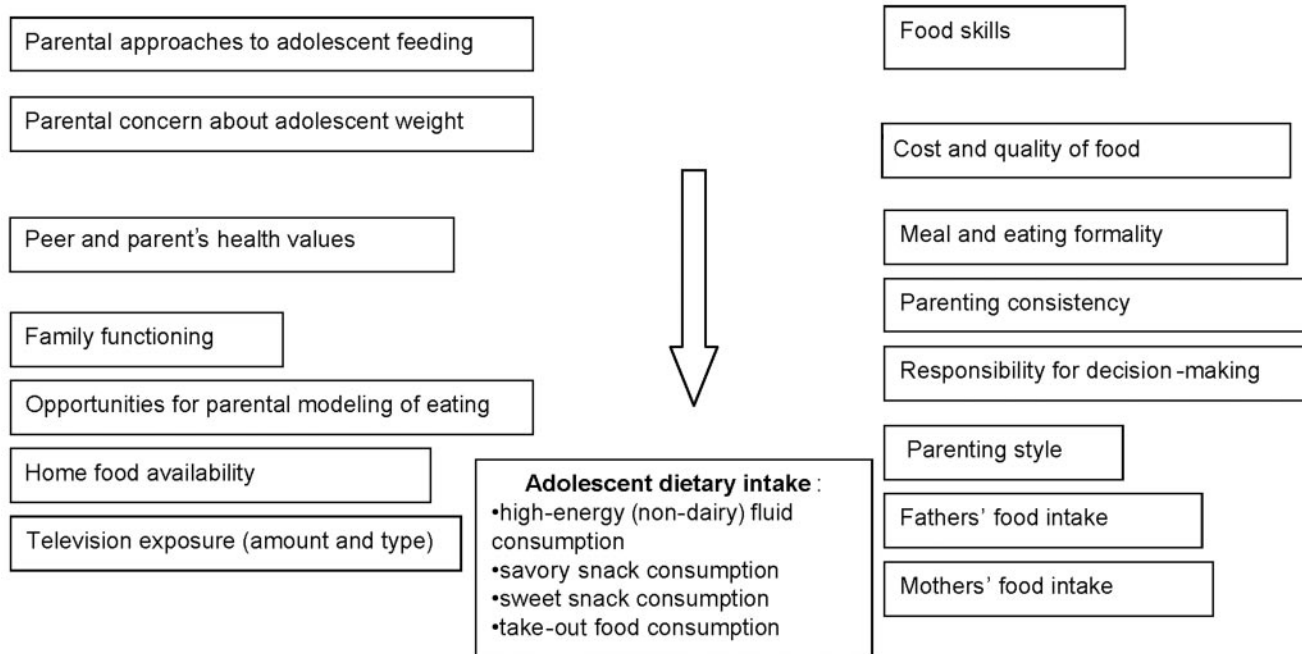 Parental approaches to adolescent feeding
Parental concern about adolescent weight
Peer and parent's health values
Family functioning
Opportunities for parental modeling of eating
Home food availability
Television exposure (amount and type)
Adolescent dietary intake :
•high-energy (non-dairy) fluid
consumption
•savory snack consumption
•sweet snack consumption
•take-out food consumption
Food skills
Cost and quality of food
Meal and eating formality
Parenting consistency
Responsibility for decision-making
Parenting style
Fathers' food intake
Mothers' food intake